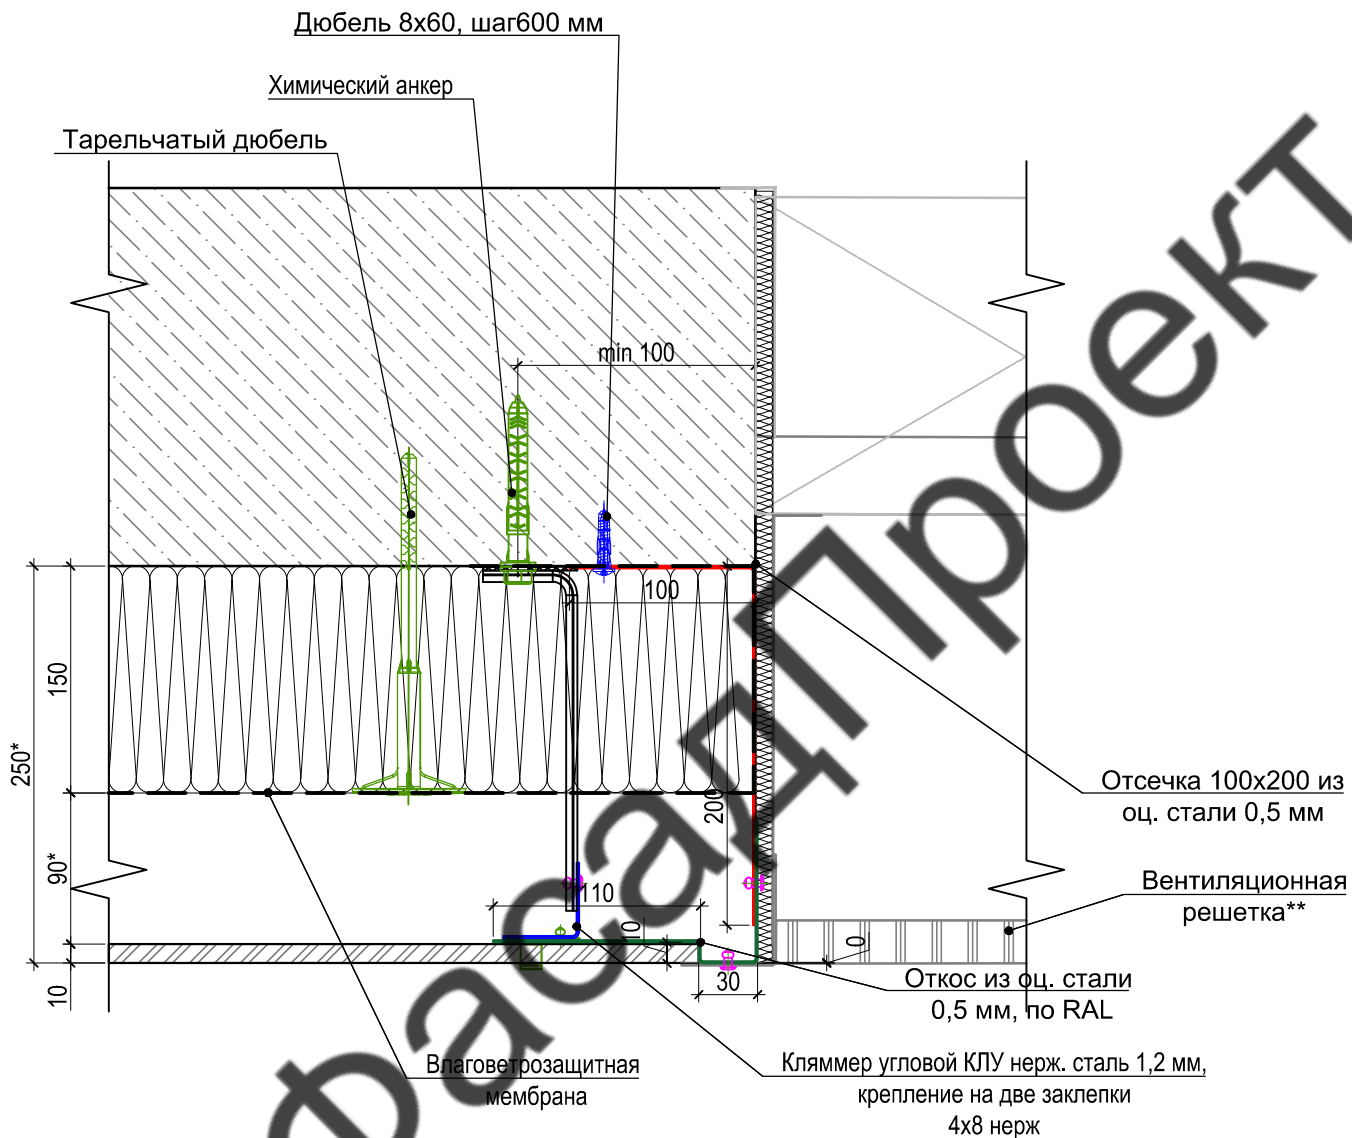 Дюбель 8х60, шаг600 мм
Химический анкер
Тарельчатый дюбель
min 100
100
150
250*
200
90*
110
10
0
30
10
Отсечка 100х200 из
оц. стали 0,5 мм
Вентиляционная
решетка**
Откос из оц. стали
0,5 мм, по RAL
Влаговетрозащитная
мембрана
Кляммер угловой КЛУ нерж. сталь 1,2 мм,
крепление на две заклепки
4х8 нерж
ФасадПроект